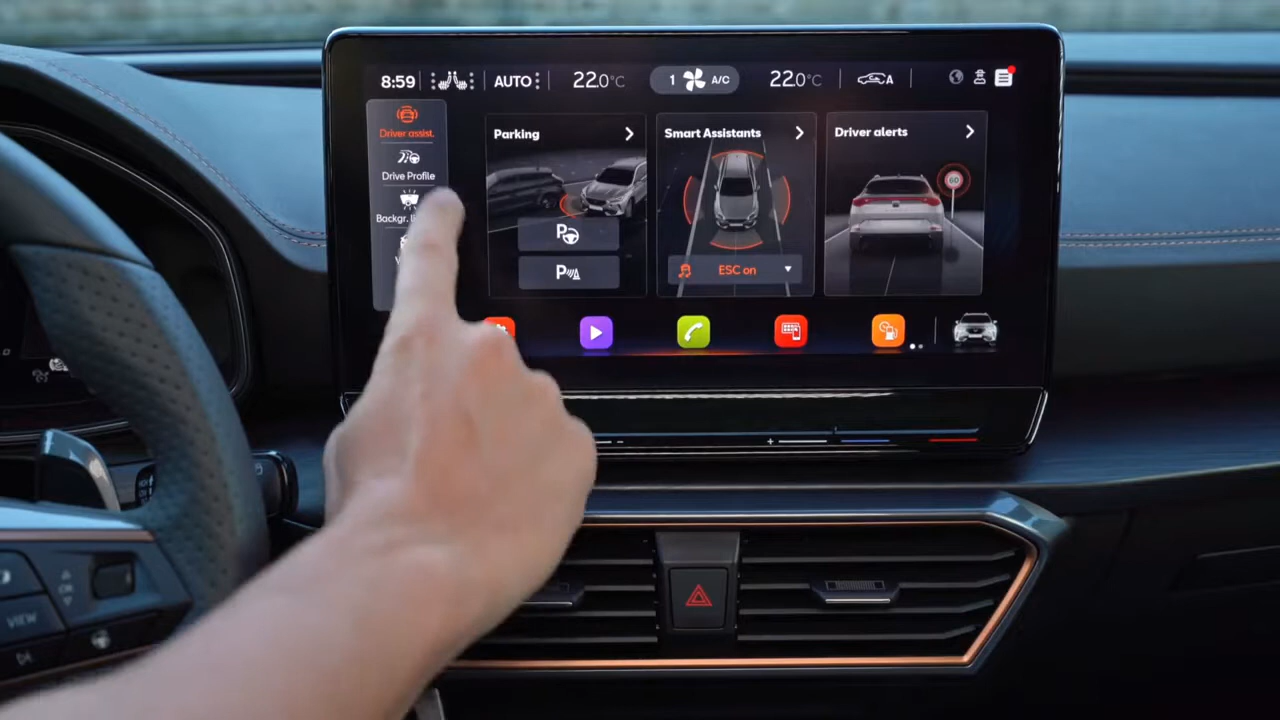 8:59 AUTO 22.0°C 1 A/C 22.0°C A
Driver assist.
Drive Profile
Backgr.
Parking
P
P
Smart Assistants
ESC on
Driver alerts
60
+
-
VIEW